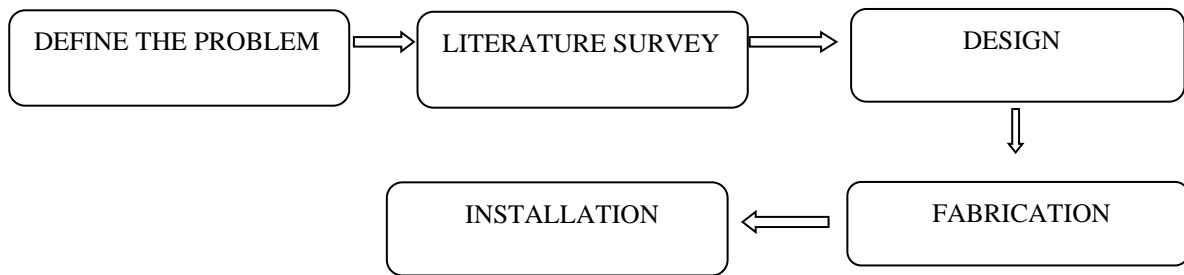 DEFINE THE PROBLEM
LITERATURE SURVEY
DESIGN
FABRICATION
INSTALLATION